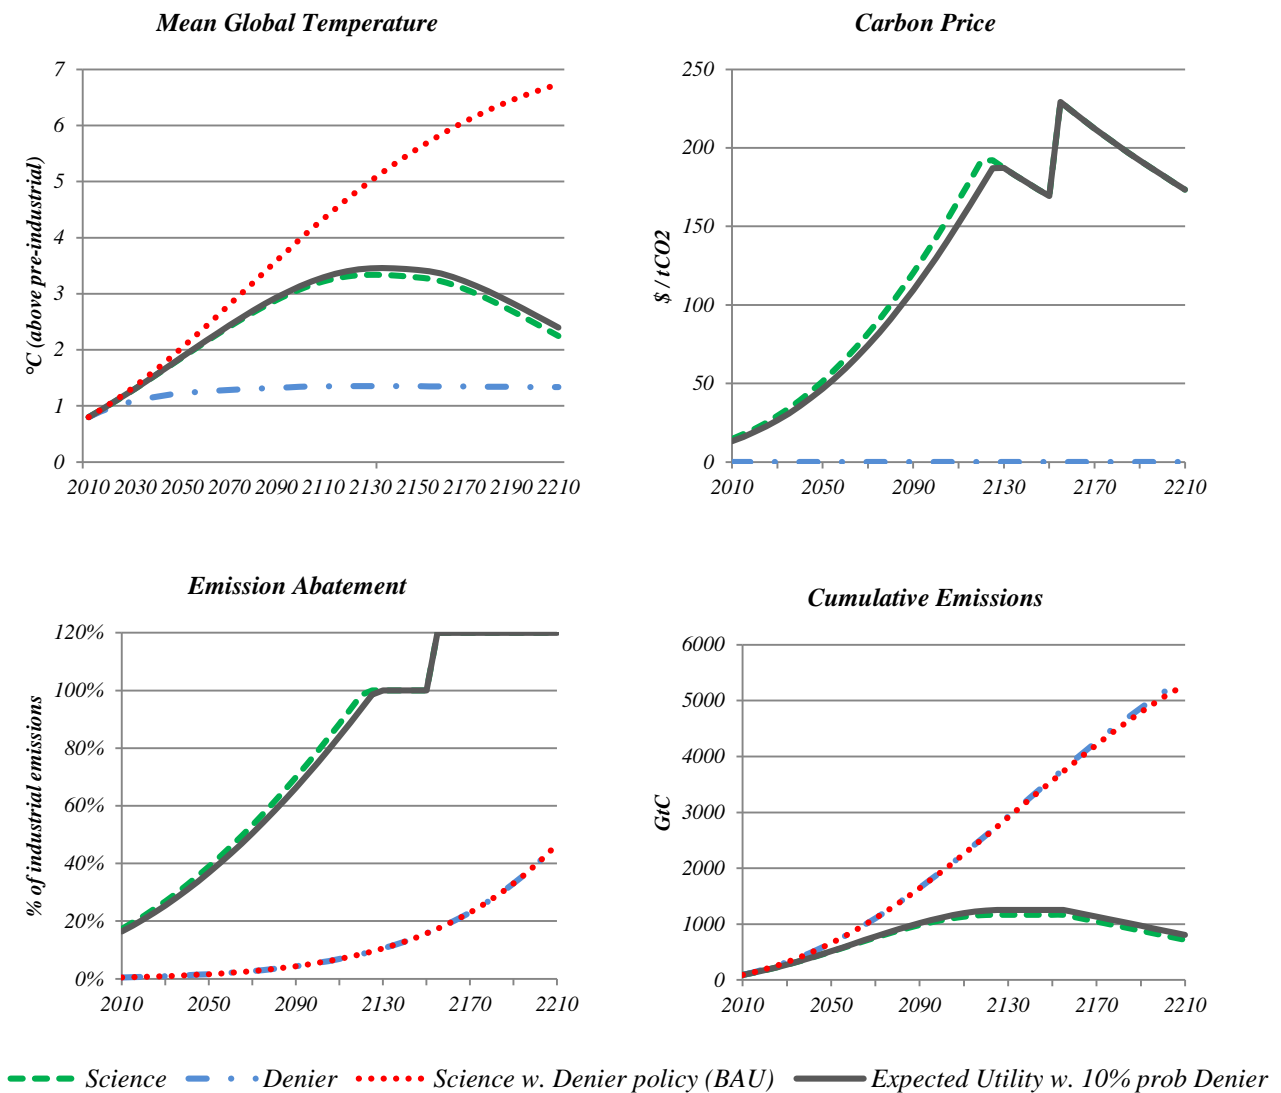 Mean Global Temperature
°C (above pre-industrial)
7
6
5
4
3
2
1
0
2010 2030 2050 2070 2090 2110 2130 2150 2170 2190 2210
Carbon Price
$ / tCO2
250
200
150
100
50
0
2010 2050 2090 2130 2170 2210
Emission Abatement
% of industrial emissions
120%
100%
80%
60%
40%
20%
0%
2010 2050 2090 2130 2170 2210
Cumulative Emissions
GtC
6000
5000
4000
3000
2000
1000
0
2010 2050 2090 2130 2170 2210
Science Denier Science w. Denier policy (BAU) Expected Utility w. 10% prob Denier